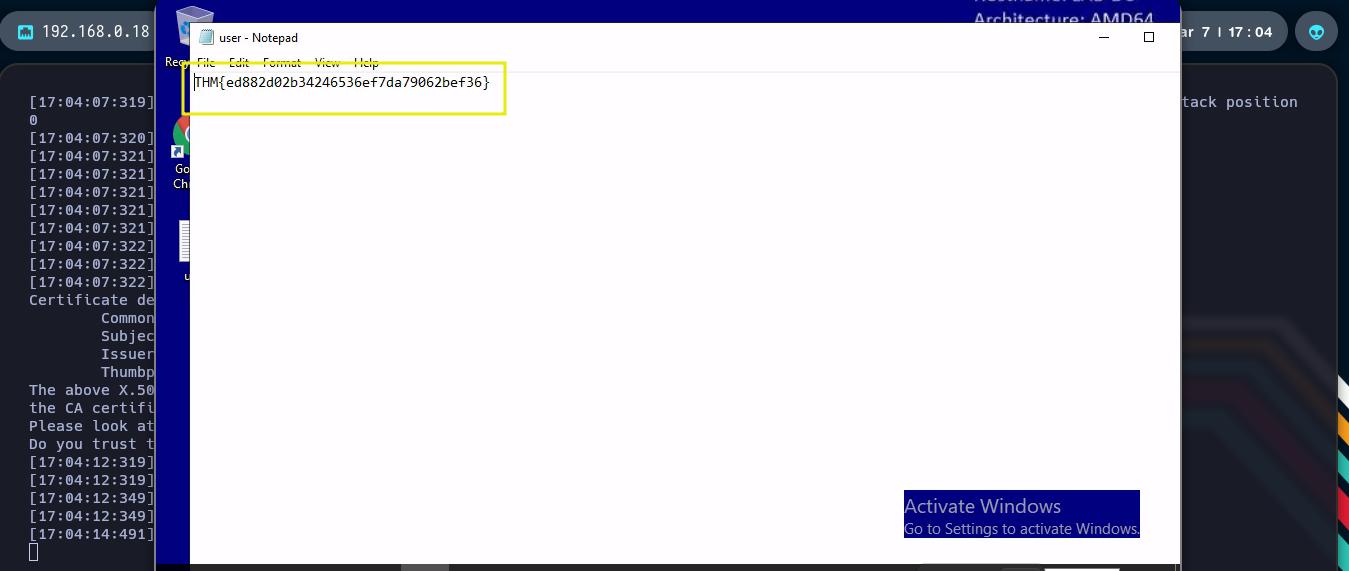 192.168.0.18
Architecture: AMD64
7 | 17:04
user - Notepad
File Edit Format View Help
THM{ed882d02b34246536ef7da79062bef36}
[17:04:07:319]
position
0
[17:04:07:320]
[17:04:07:321]
[17:04:07:321]
[17:04:07:321]
[17:04:07:321]
[17:04:07:321]
[17:04:07:322]
[17:04:07:322]
[17:04:07:322]
Certificate de
Common
Subjec
Issuer
Thumbp
The above X.50
the CA certifi
Please look at
Do you trust t
[17:04:12:319]
[17:04:12:319]
[17:04:12:349]
[17:04:12:349]
[17:04:14:491]
Activate Windows
Go to Settings to activate Windows.